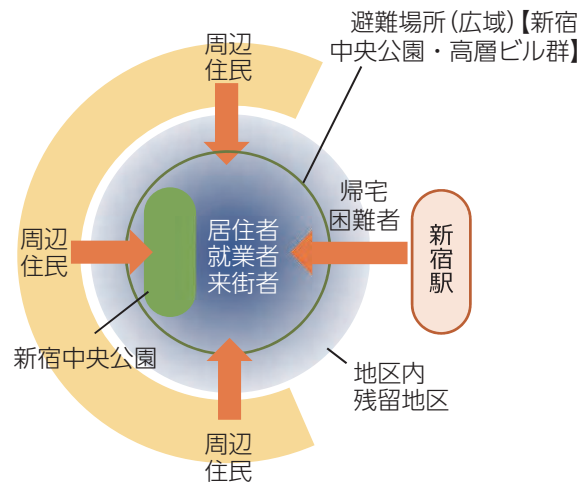 避難場所(広域)【新宿
中央公園・高層ビル群】
周辺
住民
帰宅
困難者
居住者
就業者
来街者
周辺
住民
新宿駅
新宿中央公園
地区内
残留地区
周辺
住民